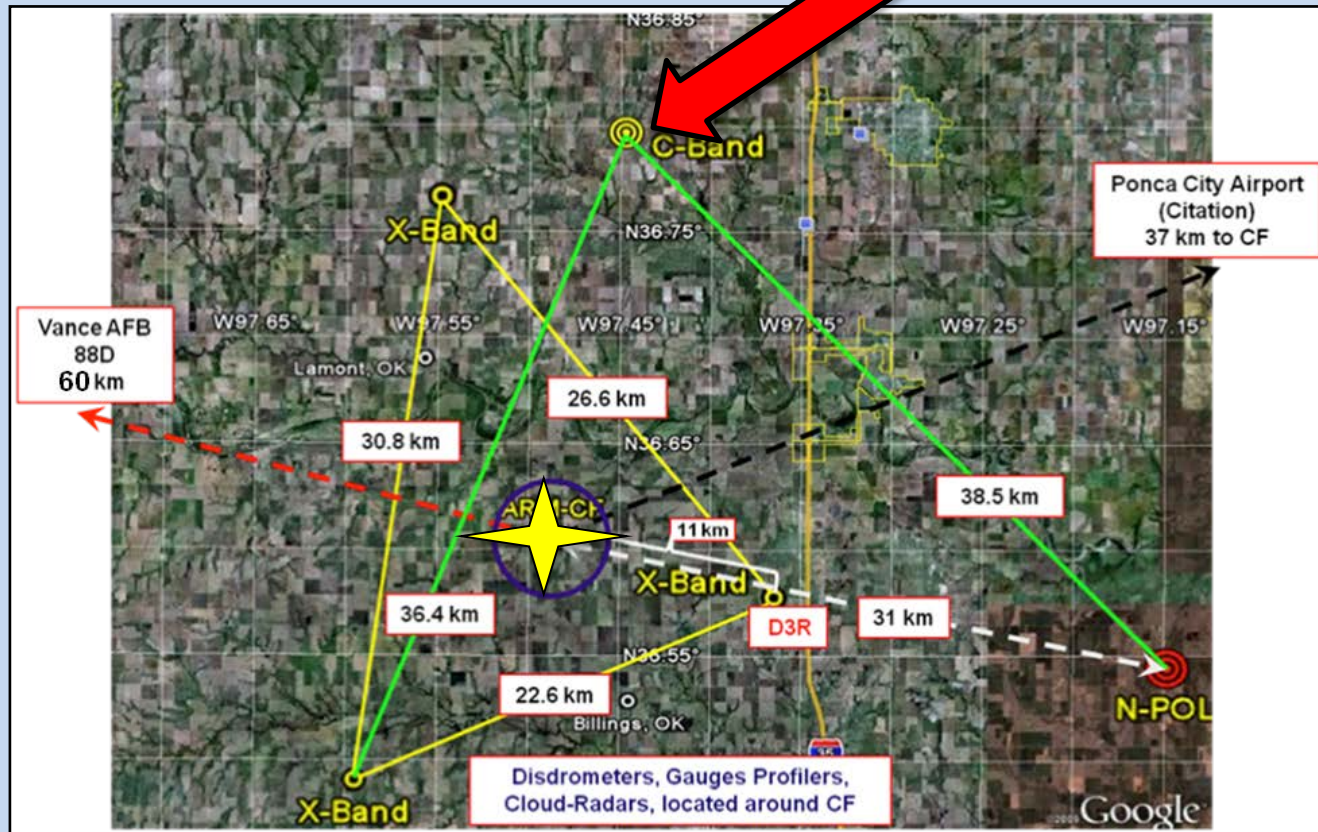 N36.85°
C-Band
X-Band
N36.75°
Ponca City Airport
(Citation)
37 km to CF
Vance AFB
88D
60 km
W97.65°
W97.55°
W97.45°
W97.35°
W97.25°
W97.15°
Lamont, OK
26.6 km
30.8 km
N36.65°
38.5 km
ARM-CF
11 km
X-Band
36.4 km
D3R
31 km
N36.55°
22.6 km
Billings, OK
N-POL
35
Disdrometers, Gauges Profilers,
Cloud-Radars, located around CF
X-Band
Google